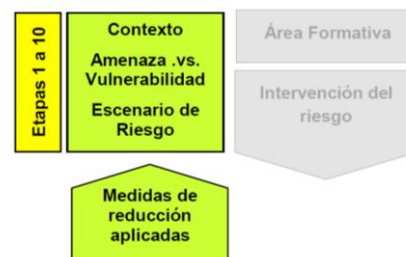 Etapas 1 a 10
Contexto
Amenaza .vs.
Vulnerabilidad
Escenario de
Riesgo
Área Formativa
Intervención del
riesgo
Medidas de
reducción
aplicadas